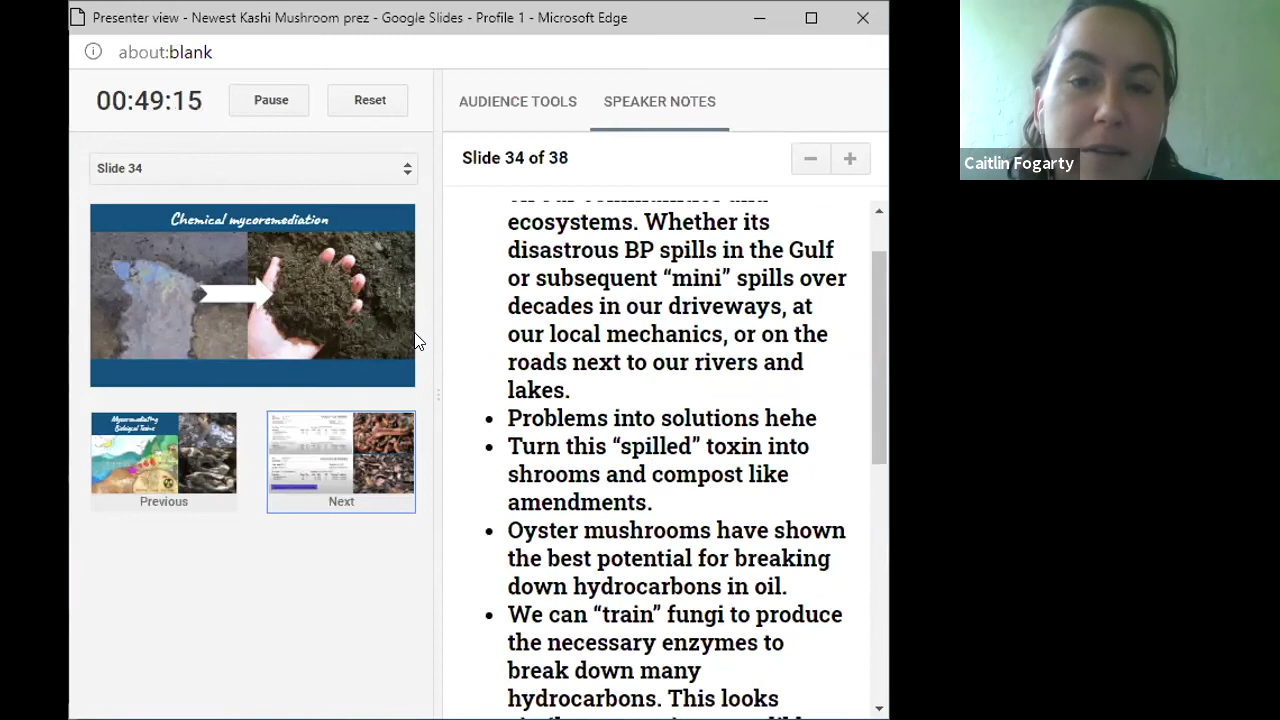 Presenter view - Newest Kashi Mushroom prez - Google Slides - Profile 1 - Microsoft Edge
about:blank
00:49:15
Pause
Reset
AUDIENCE TOOLS
SPEAKER NOTES
Slide 34
Slide 34 of 38
Chemical mycoremediation
Mycoremediating
Biological Toxins
Previous
Next
ecosystems. Whether its
disastrous BP spills in the Gulf
or subsequent “mini” spills over
decades in our driveways, at
our local mechanics, or on the
roads next to our rivers and
lakes.
• Problems into solutions hehe
• Turn this “spilled” toxin into
shrooms and compost like
amendments.
• Oyster mushrooms have shown
the best potential for breaking
down hydrocarbons in oil.
• We can “train” fungi to produce
the necessary enzymes to
break down many
hydrocarbons. This looks
Caitlin Fogarty